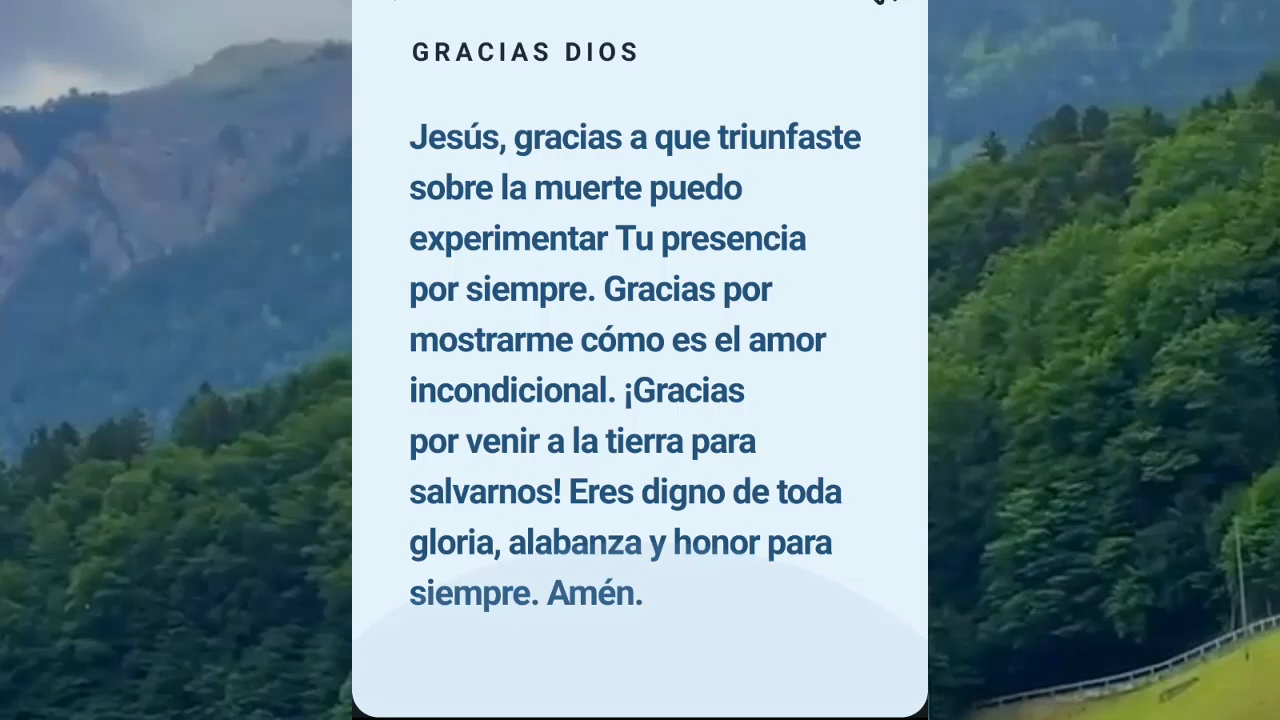 GRACIAS DIOS
Jesús, gracias a que triunfaste
sobre la muerte puedo
experimentar Tu presencia
por siempre. Gracias por
mostrarme cómo es el amor
incondicional. ¡Gracias
por venir a la tierra para
salvarnos! Eres digno de toda
gloria, alabanza y honor para
siempre. Amén.